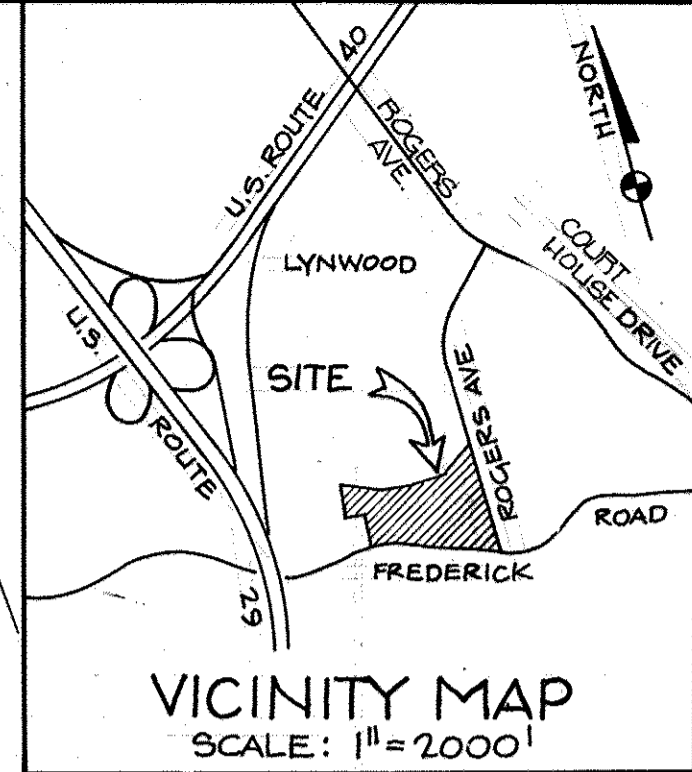 U.S. ROUTE 40
ROGERS
AVE.
NORTH
LYNWOOD
COURT
HOUSE DRIVE
U.S. ROUTE 29
SITE
ROGERS AVE.
ROAD
FREDERICK
VICINITY MAP
SCALE: 1" = 2000'